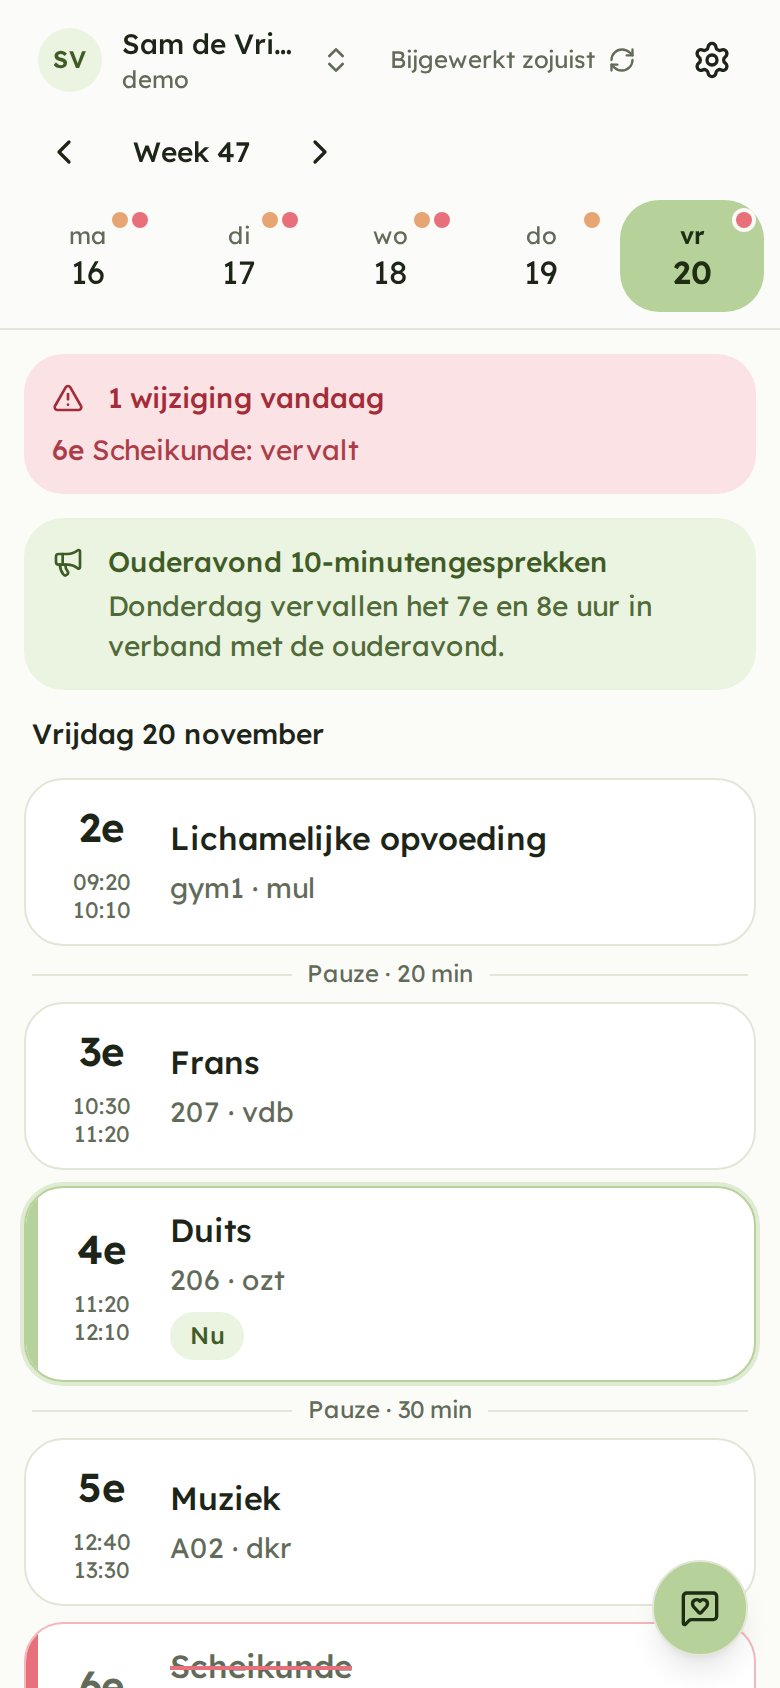 SV
Sam de Vri...
demo
Bijgewerkt zojuist
Week 47
ma
16
di
17
wo
18
do
19
vr
20
1 wijziging vandaag
6e Scheikunde: vervalt
Ouderavond 10-minutengesprekken
Donderdag vervallen het 7e en 8e uur in
verband met de ouderavond.
Vrijdag 20 november
2e
09:20
10:10
Lichamelijke opvoeding
gym1 · mul
Pauze · 20 min
3e
10:30
11:20
Frans
207 · vdb
4e
11:20
12:10
Duits
206 · ozt
Nu
Pauze · 30 min
5e
12:40
13:30
Muziek
A02 · dkr
6e
Scheikunde